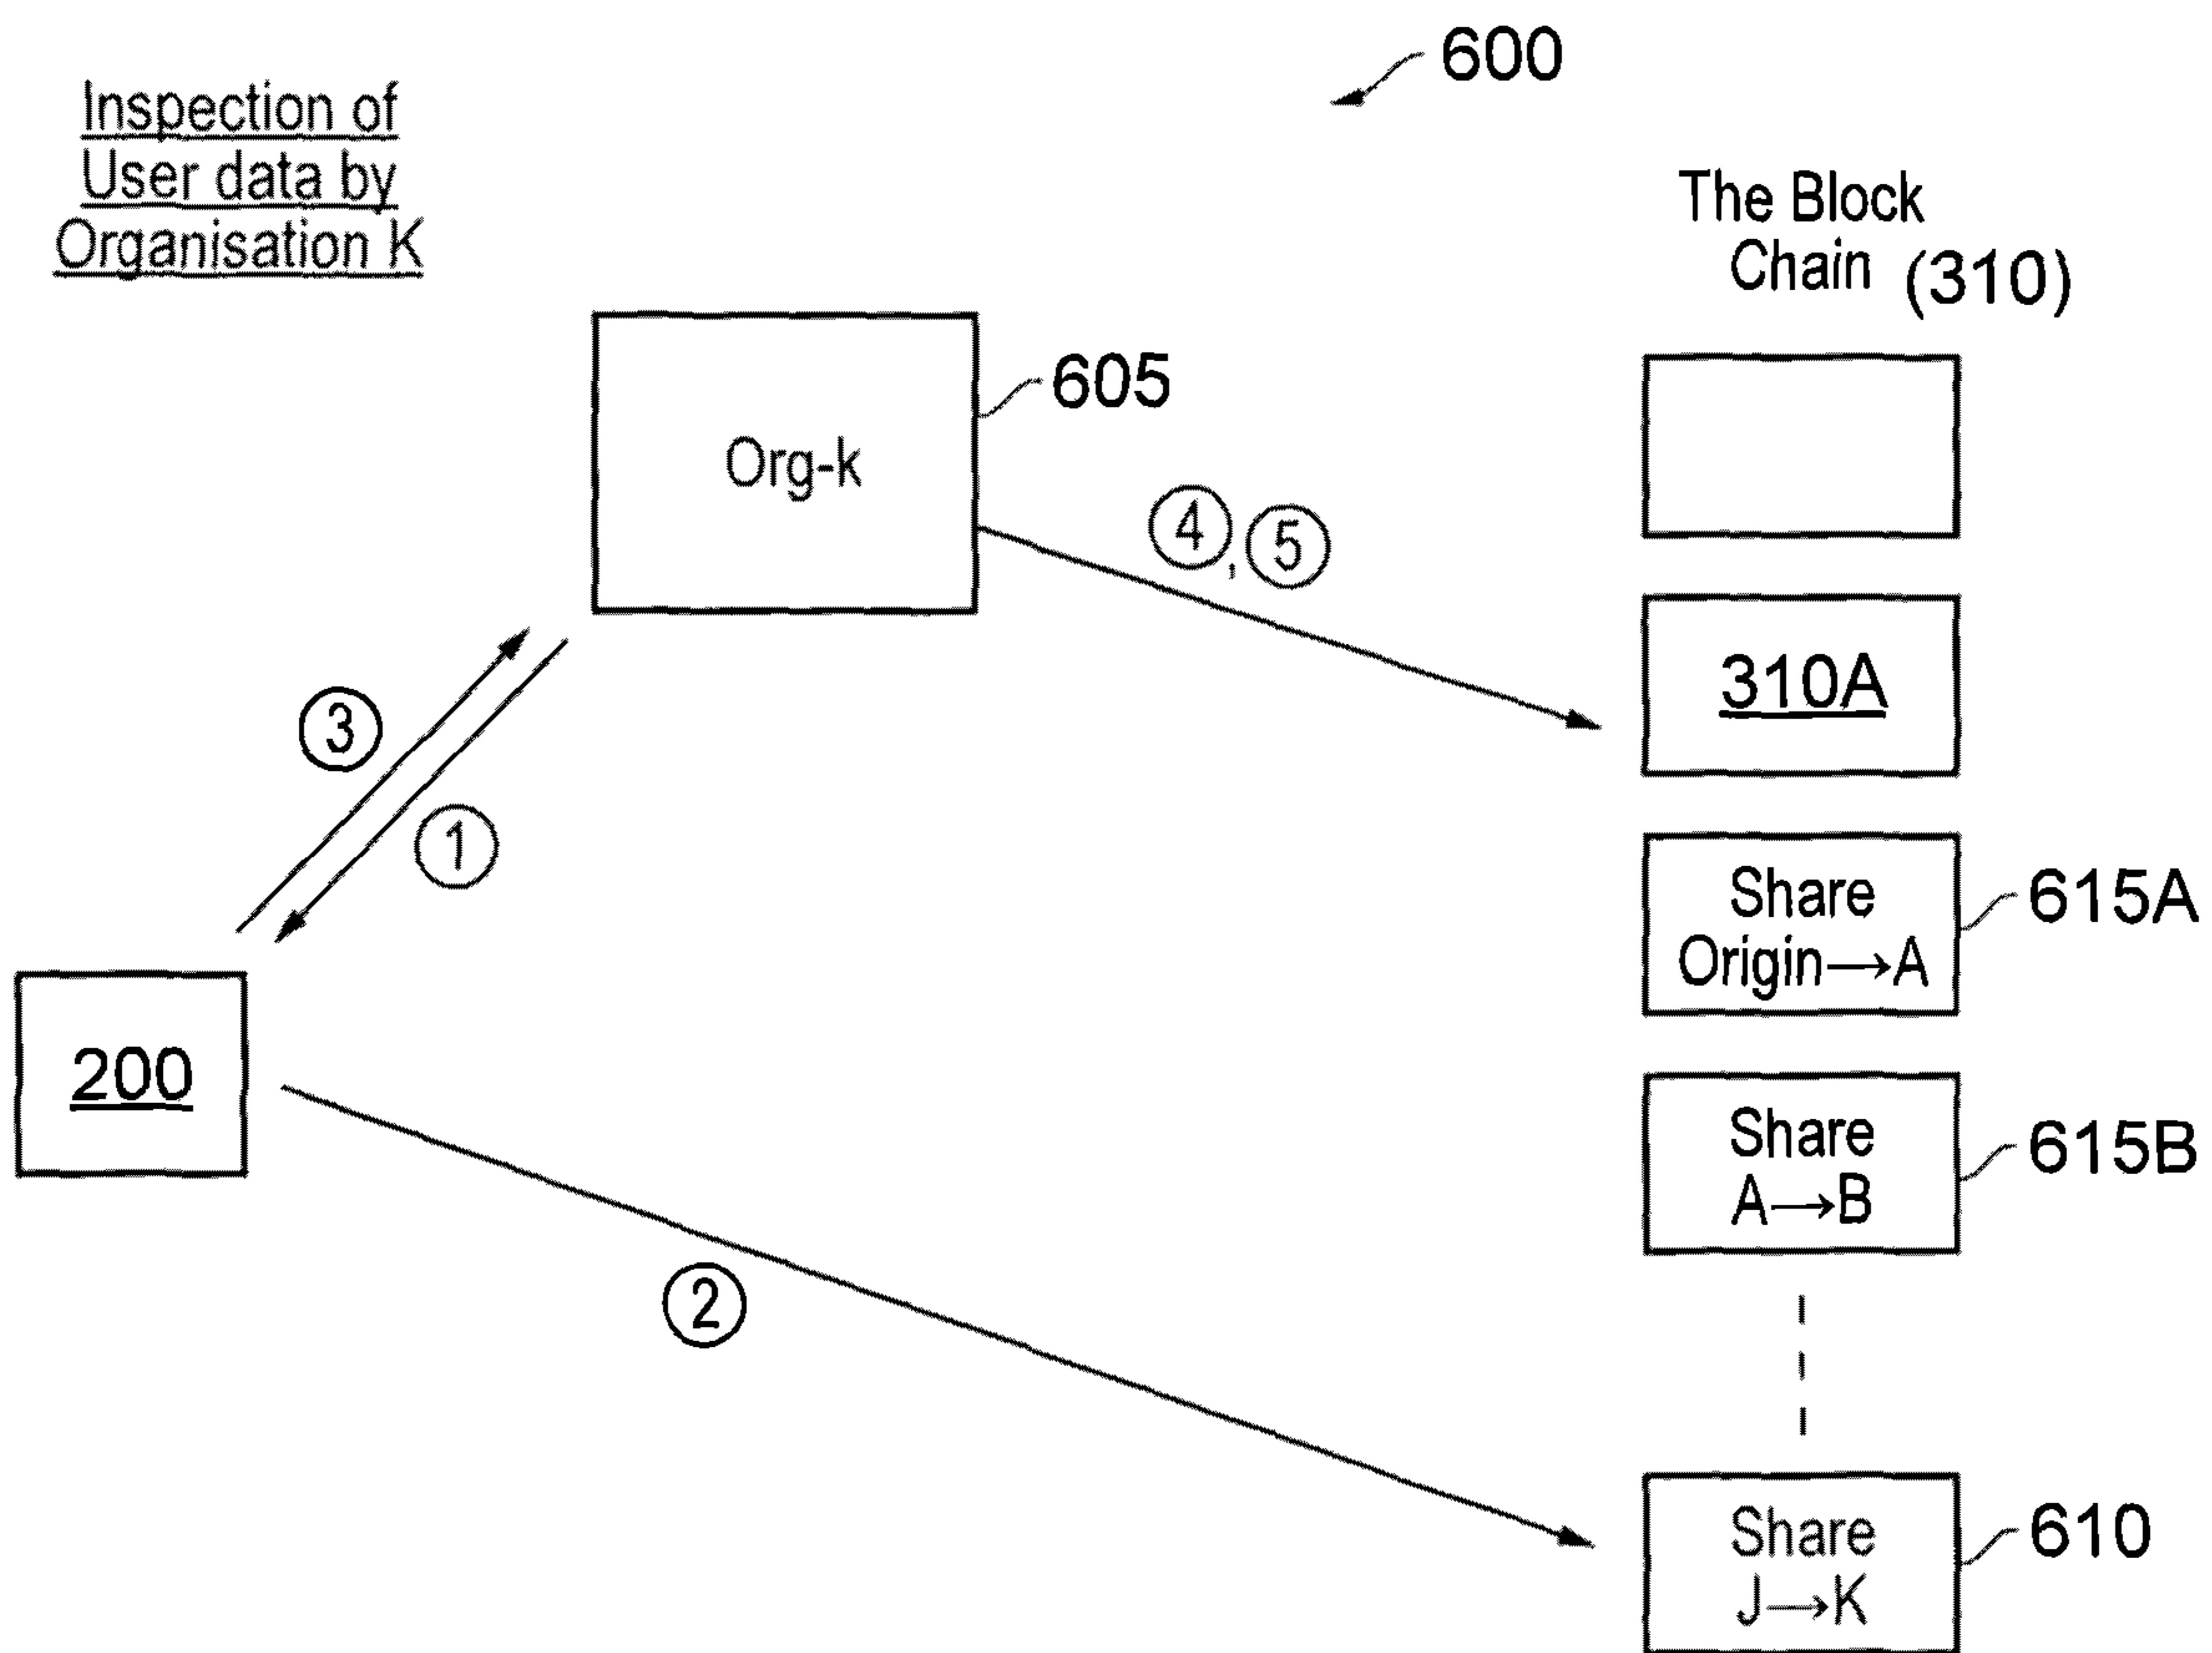 600
Inspection of
User data by
Organisation K
The Block
Chain (310)
605
Org-k
4, 5
310A
3
1
Share
Origin→A
615A
200
Share
A→B
615B
2
Share
J→K
610